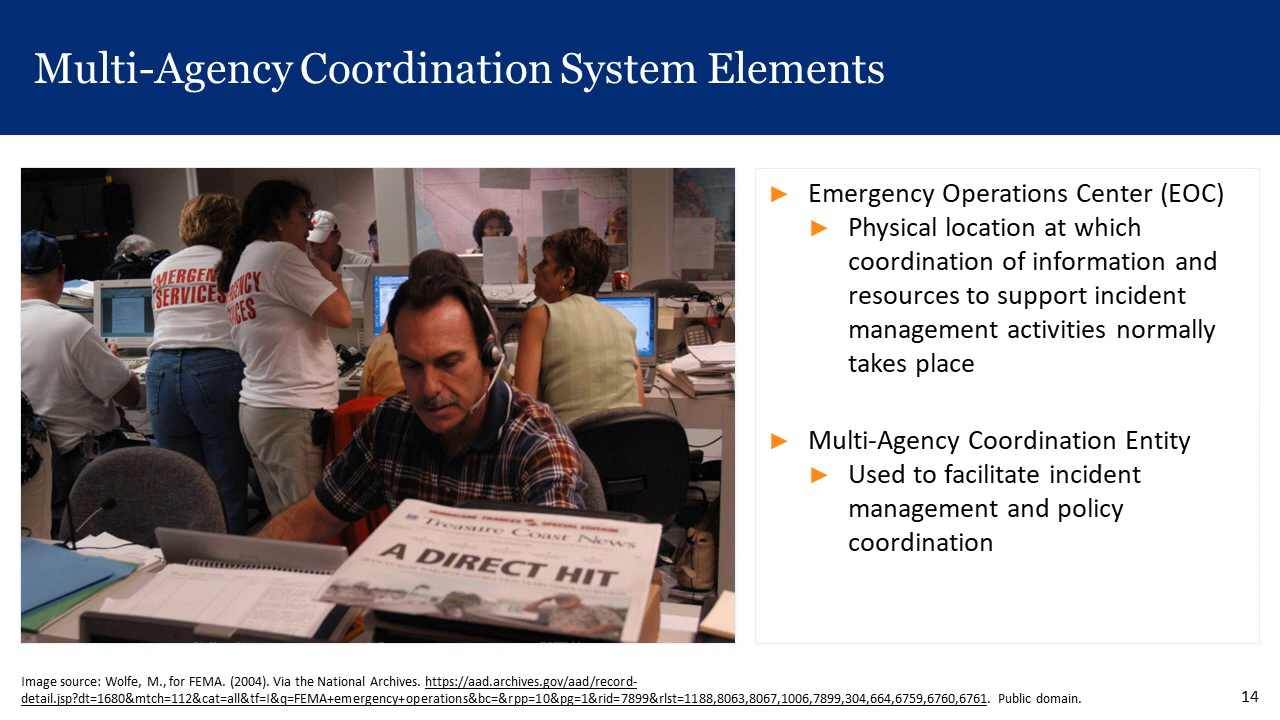 Multi-Agency Coordination System Elements
EMERGEN
SERVICES
Treasure Coast News
A DIRECT HIT
► Emergency Operations Center (EOC)
► Physical location at which
coordination of information and
resources to support incident
management activities normally
takes place
► Multi-Agency Coordination Entity
► Used to facilitate incident
management and policy
coordination
Image source: Wolfe, M., for FEMA. (2004). Via the National Archives. https://aad.archives.gov/aad/record-
detail.jsp?dt=1680&mtch=112&cat=all&tf=I&q=FEMA+emergency+operations&bc=&rpp=10&pg=1&rid=7899&rlst=1188,8063,8067,1006,7899,304,664,6759,6760,6761. Public domain.
14